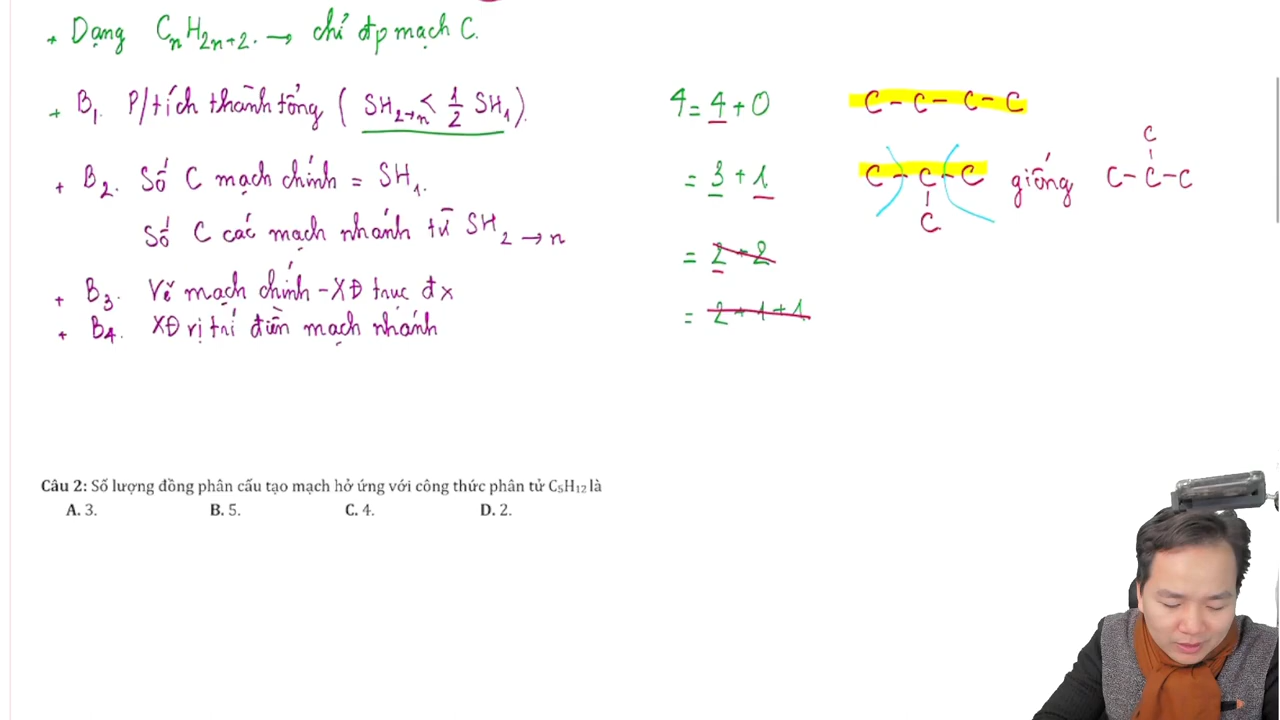 + Dạng CnH2n+2. → chỉ đp mạch C.
+ B1. P/tích thành tổng ( SH2→n < 1/2 SH1 ).
+ B2. Số C mạch chính = SH1.
Số C các mạch nhánh từ SH2→n
+ B3. Vẽ mạch chính - XĐ trục đx
+ B4. XĐ vị trí điền mạch nhánh
4 = 4 + 0 C - C - C - C
C
= 3 + 1 C - C - C giống C - C - C
C
= 2 + 2
= 2 + 1 + 1
Câu 2: Số lượng đồng phân cấu tạo mạch hở ứng với công thức phân tử C5H12 là
A. 3. B. 5. C. 4. D. 2.